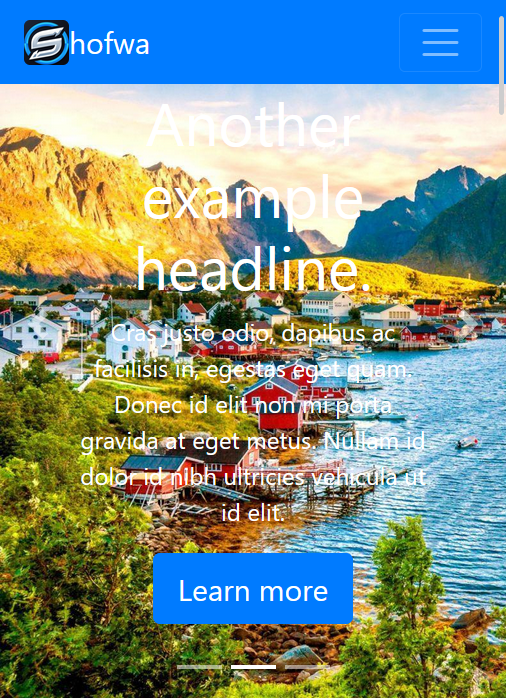 Shofwa
Another
example
headline.
Cras justo odio, dapibus ac
facilisis in, egestas eget quam.
Donec id elit non mi porta
gravida at eget metus. Nullam id
dolor id nibh ultricies vehicula ut
id elit.
Learn more